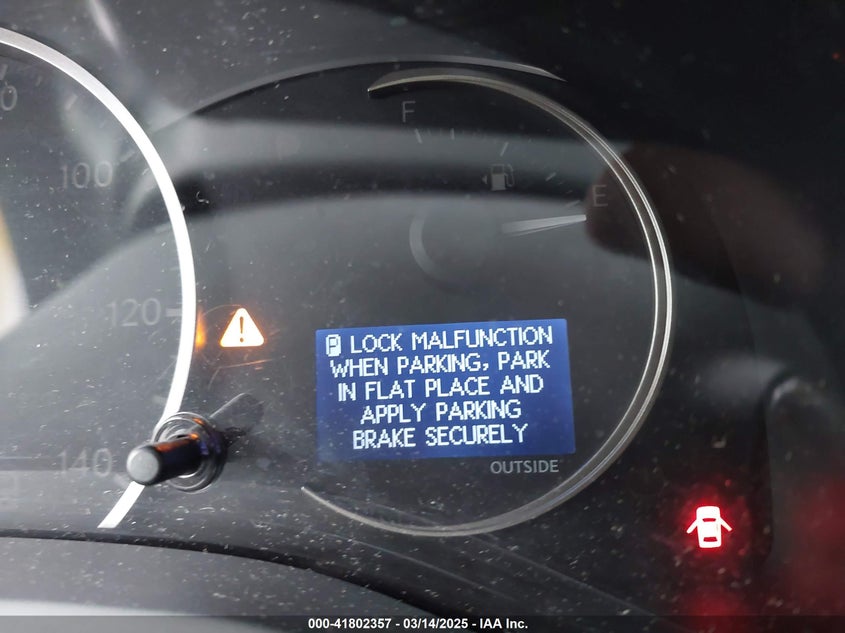 F
E
100
120
140
P LOCK MALFUNCTION
WHEN PARKING, PARK
IN FLAT PLACE AND
APPLY PARKING
BRAKE SECURELY
OUTSIDE
000-41802357 - 03/14/2025 - IAA Inc.